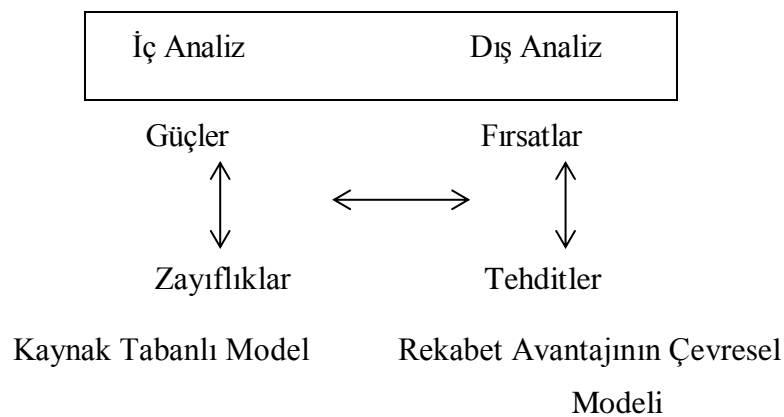 İç Analiz Dış Analiz
Güçler Fırsatlar
Zayıflıklar Tehditler
Kaynak Tabanlı Model Rekabet Avantajının Çevresel
Modeli